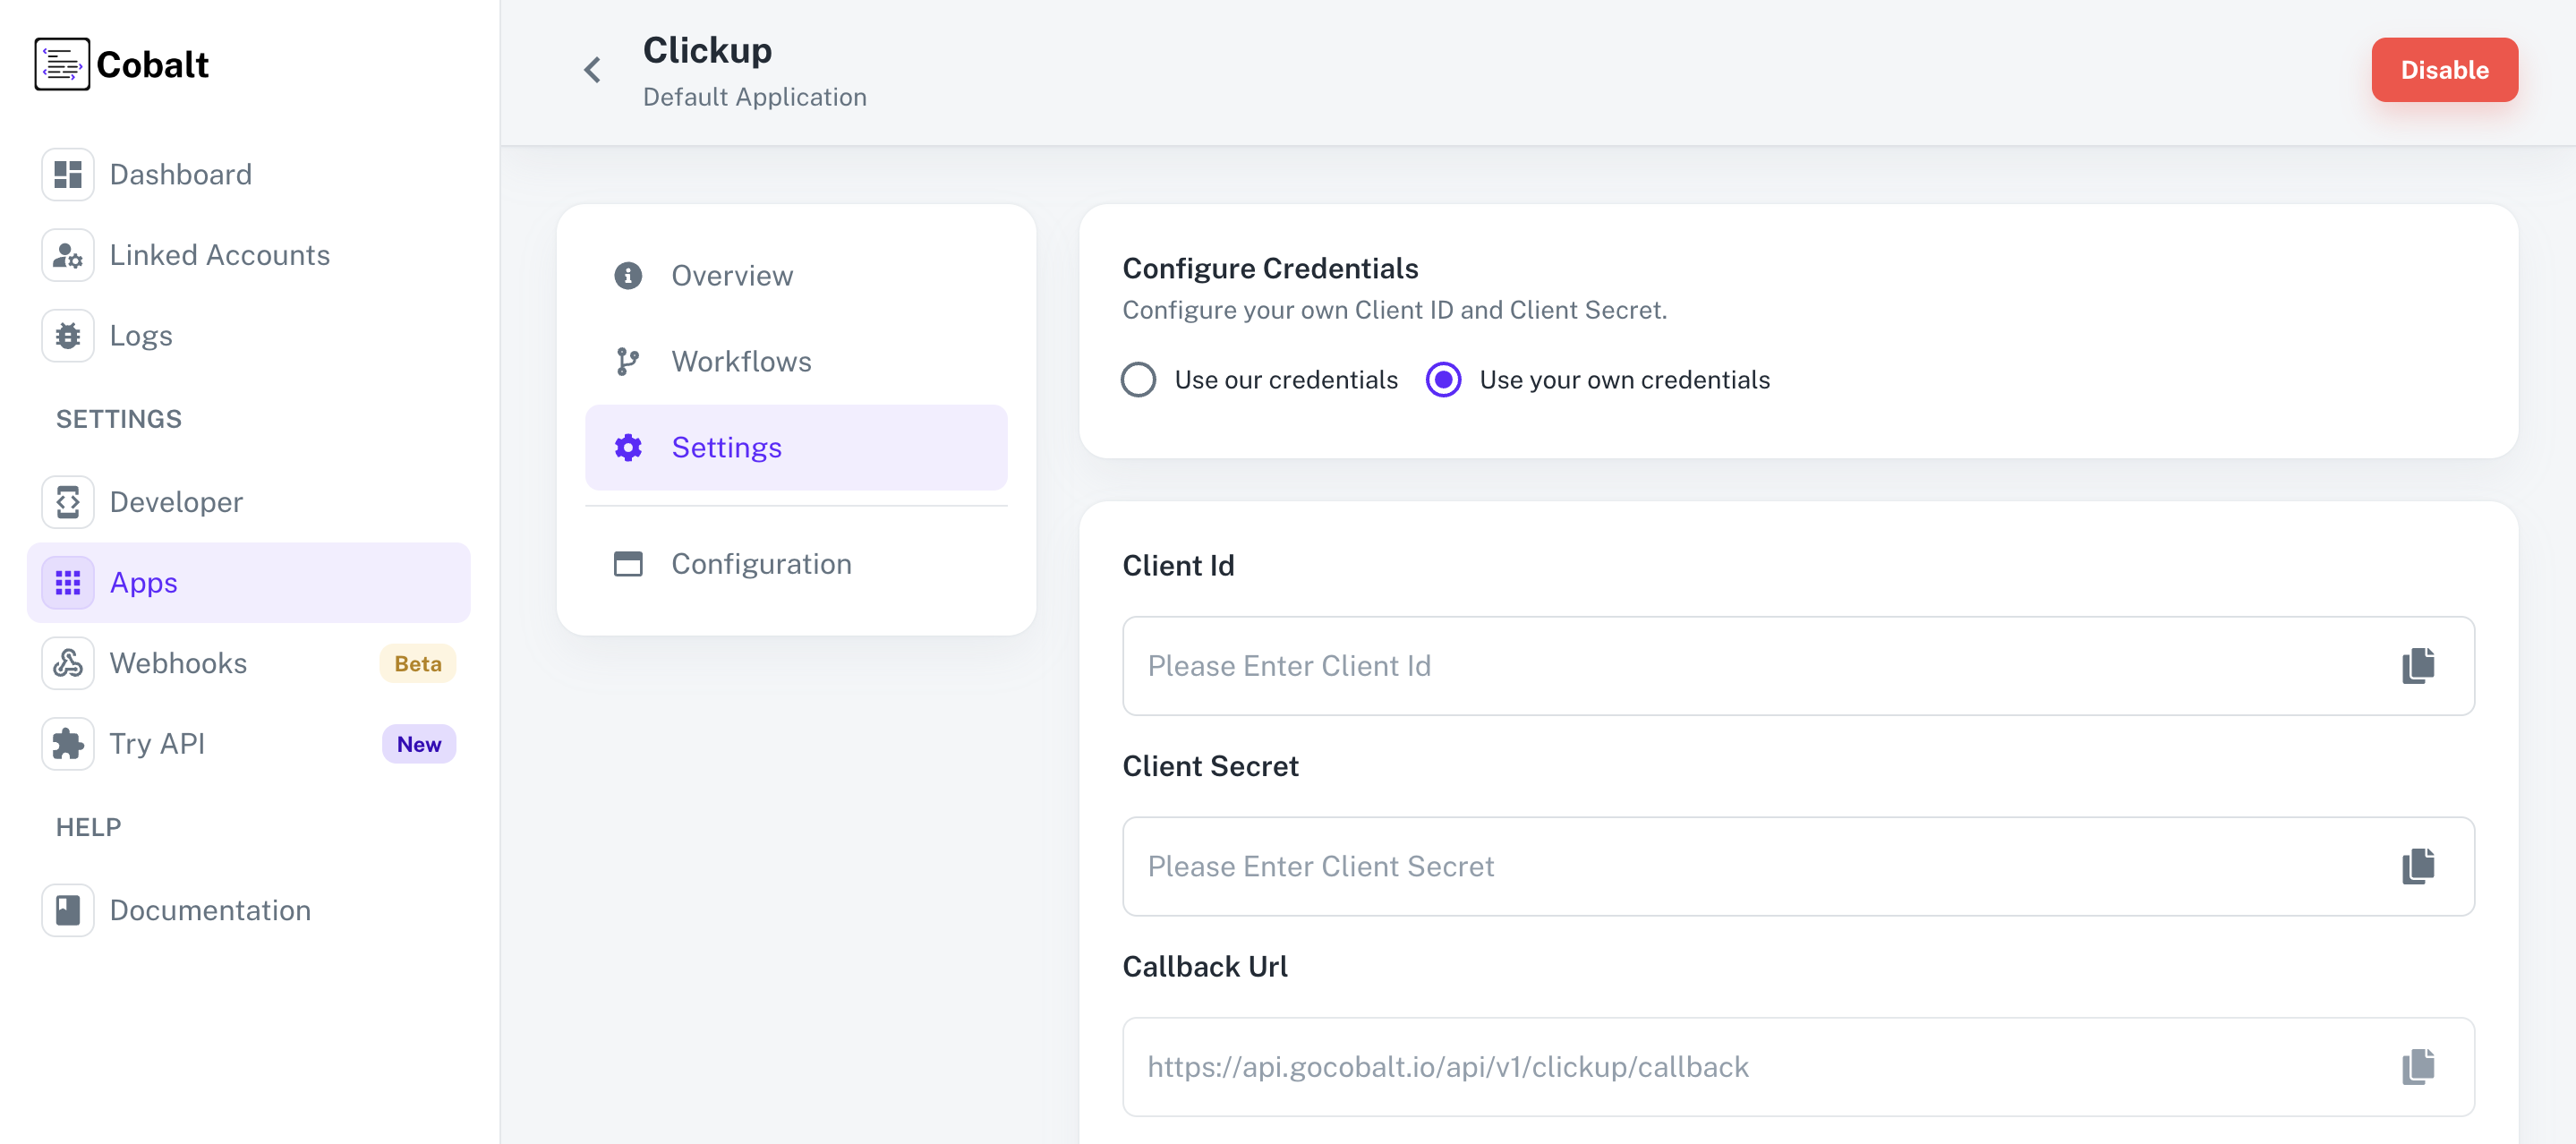 Cobalt
Dashboard
Linked Accounts
Logs
SETTINGS
Developer
Apps
Webhooks Beta
Try API New
HELP
Documentation
Clickup
Default Application
Disable
Overview
Workflows
Settings
Configuration
Configure Credentials
Configure your own Client ID and Client Secret.
Use our credentials Use your own credentials
Client Id
Please Enter Client Id
Client Secret
Please Enter Client Secret
Callback Url
https://api.gocobalt.io/api/v1/clickup/callback